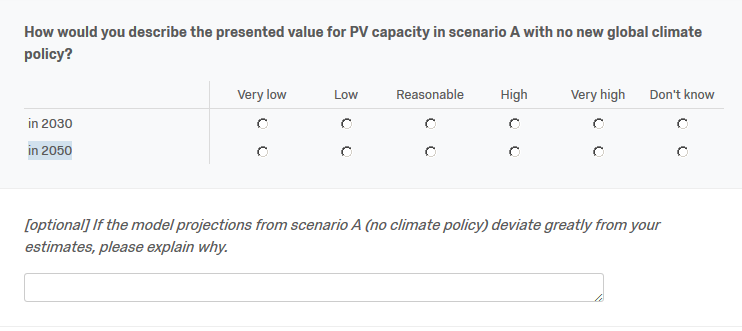 How would you describe the presented value for PV capacity in scenario A with no new global climate
policy?
Very low Low Reasonable High Very high Don't know
in 2030
in 2050
[optional] If the model projections from scenario A (no climate policy) deviate greatly from your
estimates, please explain why.